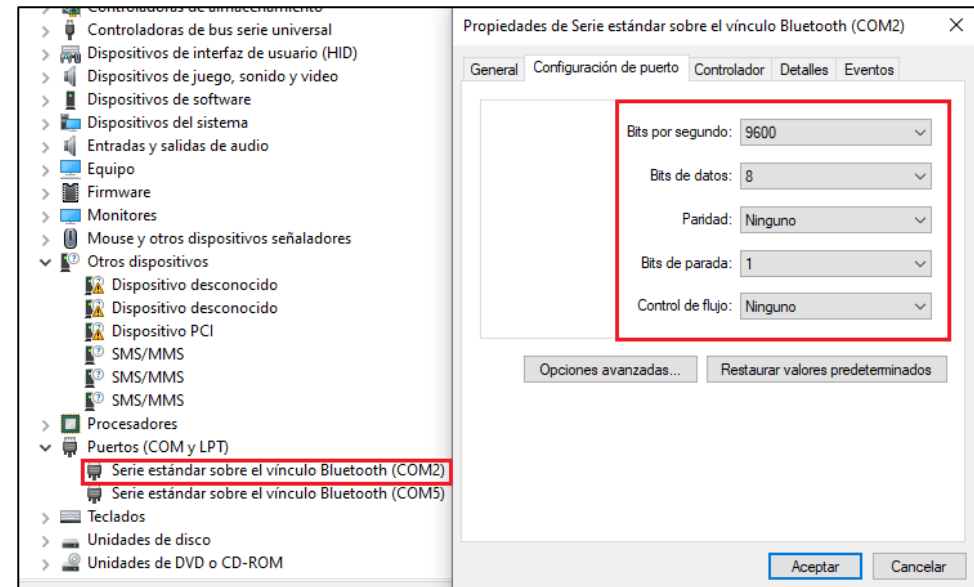 Controladoras de almacenamiento
Controladoras de bus serie universal
Dispositivos de interfaz de usuario (HID)
Dispositivos de juego, sonido y video
Dispositivos de software
Dispositivos del sistema
Entradas y salidas de audio
Equipo
Firmware
Monitores
Mouse y otros dispositivos señaladores
Otros dispositivos
Dispositivo desconocido
Dispositivo desconocido
Dispositivo PCI
SMS/MMS
SMS/MMS
SMS/MMS
Procesadores
Puertos (COM y LPT)
Serie estándar sobre el vínculo Bluetooth (COM2)
Serie estándar sobre el vínculo Bluetooth (COM5)
Teclados
Unidades de disco
Unidades de DVD o CD-ROM
Propiedades de Serie estándar sobre el vínculo Bluetooth (COM2)
General Configuración de puerto Controlador Detalles Eventos
Bits por segundo: 9600
Bits de datos: 8
Paridad: Ninguno
Bits de parada: 1
Control de flujo: Ninguno
Opciones avanzadas... Restaurar valores predeterminados
Aceptar Cancelar